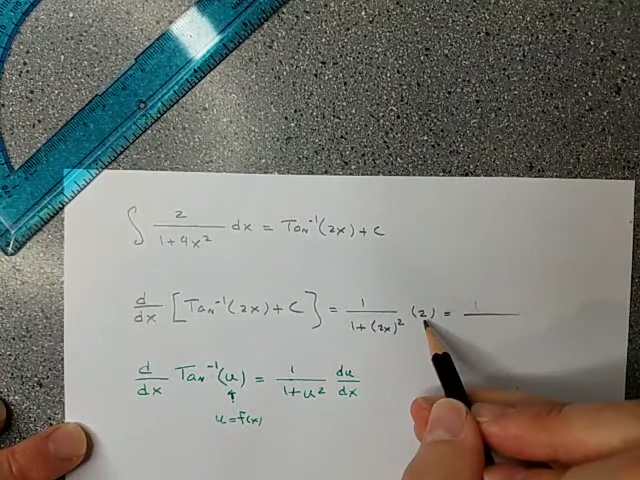 ∫ 2/(1+4x²) dx = Tan⁻¹(2x)+C
d/dx [Tan⁻¹(2x)+C] = 1/(1+(2x)²) (2) = 1/
d/dx Tan⁻¹(u) = 1/(1+u²) du/dx
u=f(x)